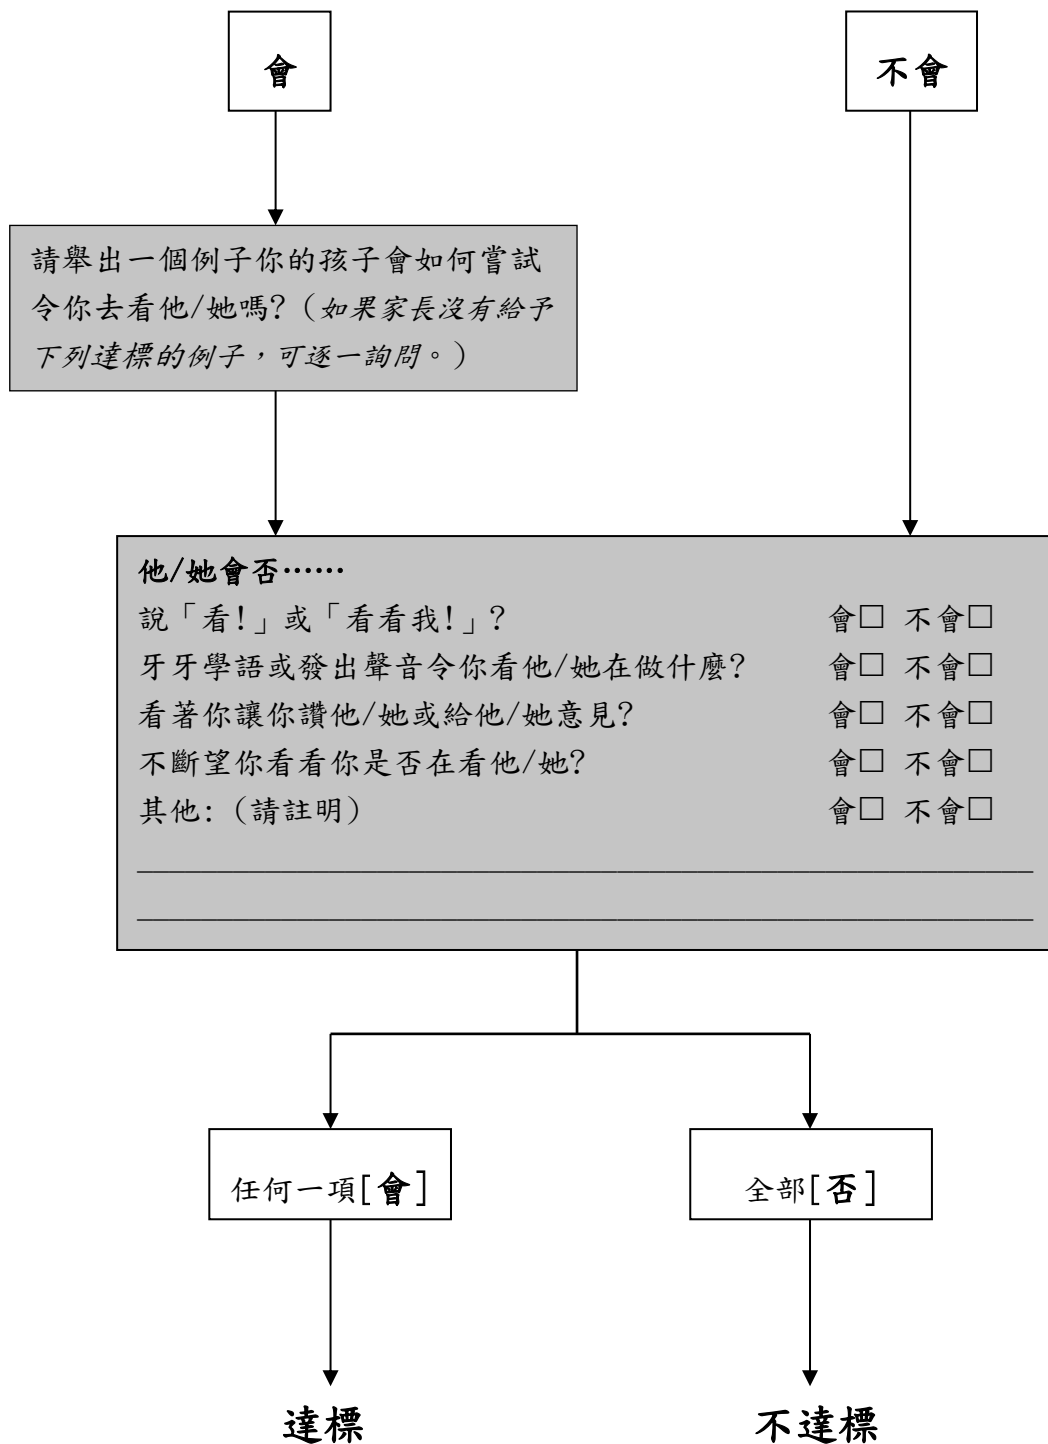 會
不會
請舉出一個例子你的孩子會如何嘗試
令你去看他/她嗎?（如果家長沒有給予
下列達標的例子，可逐一詢問。）
他/她會否……
說「看!」或「看看我!」? 會□ 不會□
牙牙學語或發出聲音令你看他/她在做什麼? 會□ 不會□
看著你讓你讚他/她或給他/她意見? 會□ 不會□
不斷望你看看你是否在看他/她? 會□ 不會□
其他:（請註明） 會□ 不會□
任何一項[會]
全部[否]
達標
不達標